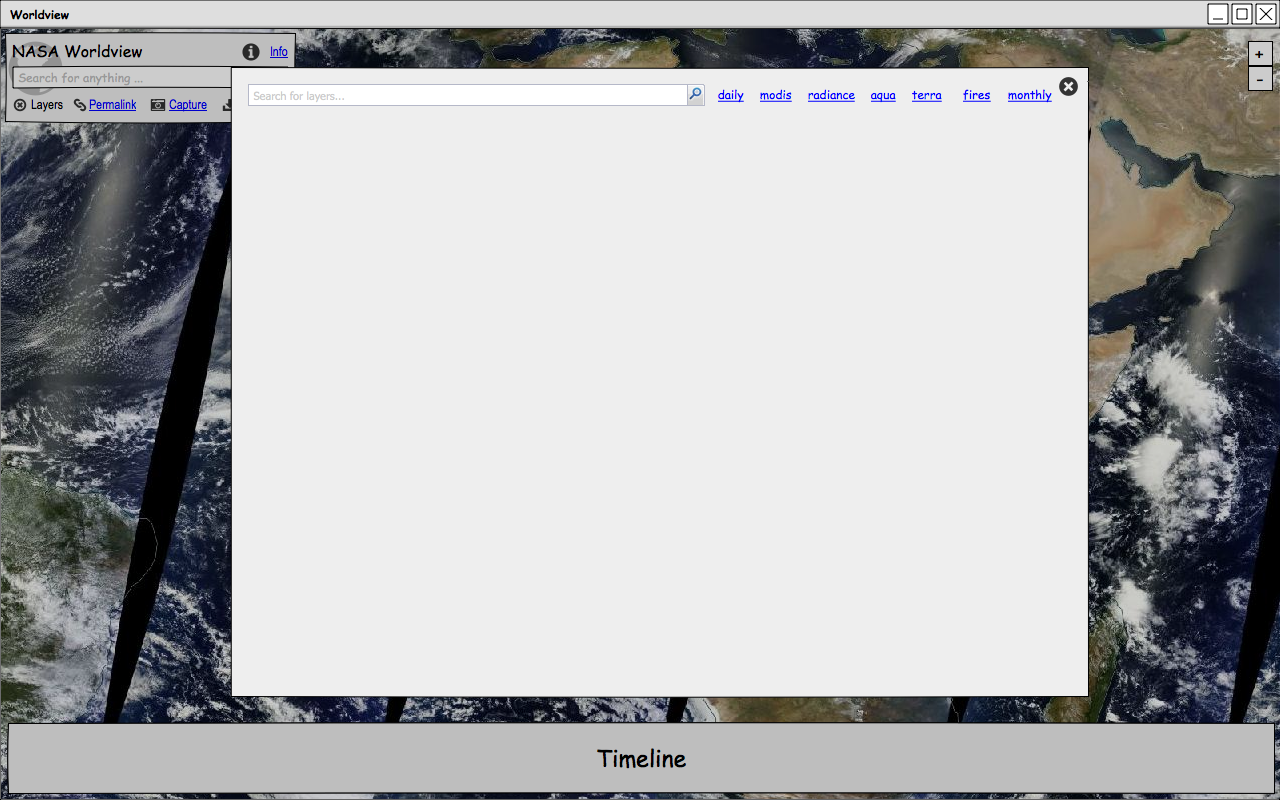 Worldview
NASA Worldview Info
Search for anything ...
Layers Permalink Capture
Search for layers... daily modis radiance aqua terra fires monthly
+
-
Timeline